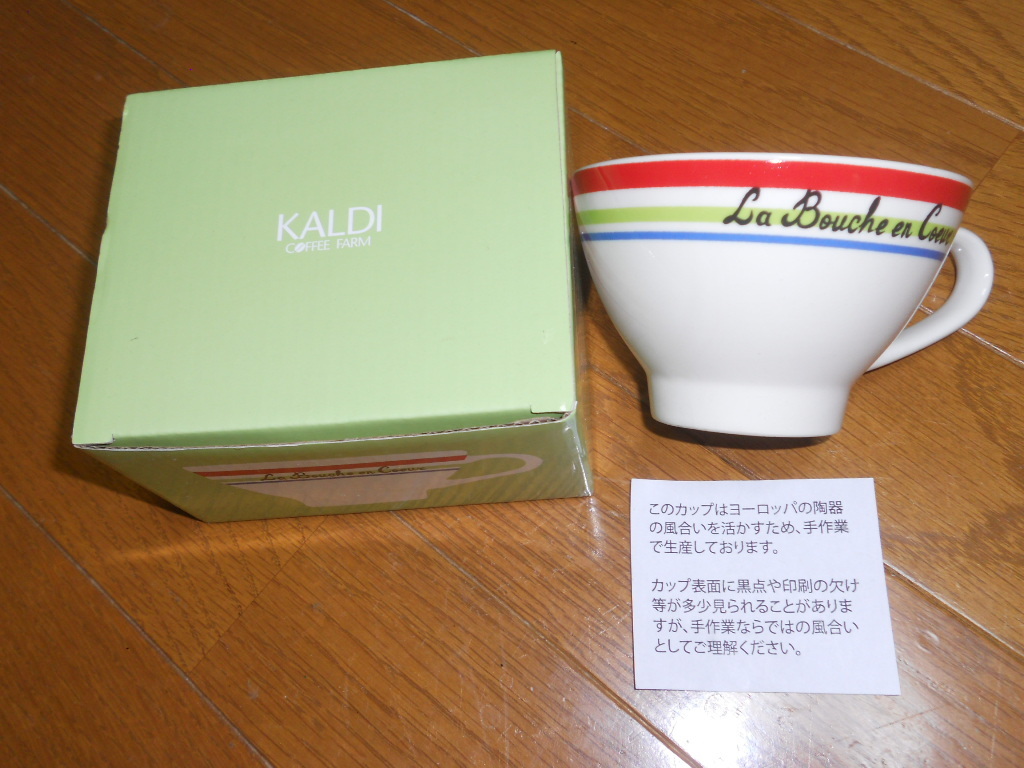 KALDI
COFFEE FARM
La Bouche en Coeur
La Bouche en Coeur
このカップはヨーロッパの陶器
の風合いを活かすため、手作業
で生産しております。
カップ表面に黒点や印刷の欠け
等が多少見られることがありま
すが、手作業ならではの風合い
としてご理解ください。